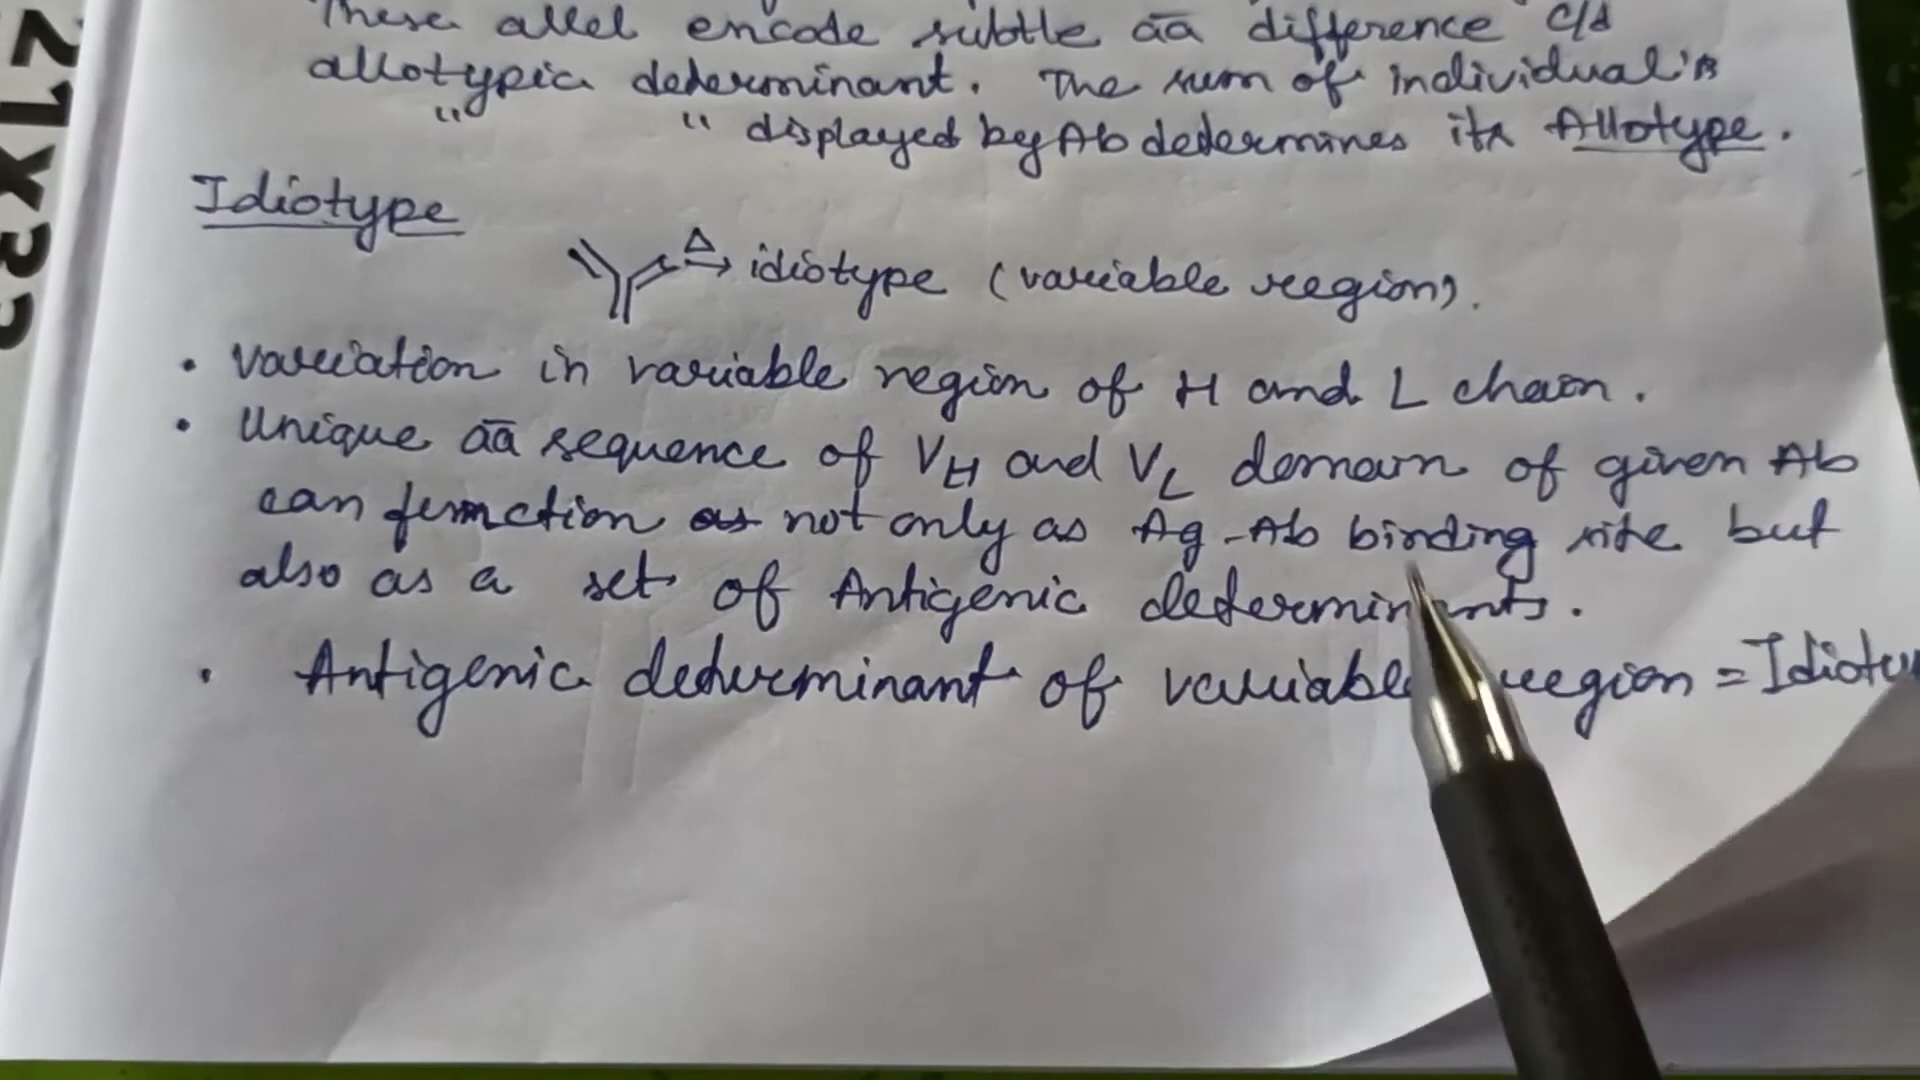 These allel encode subtle āā difference c/d
allotypic determinant. The sum of individual's
" " displayed by Ab determines its Allotype.
Idiotype
idiotype (variable region).
• variation in variable region of H and L chain.
• Unique āā sequence of VH and VL domain of given Ab
can function as not only as Ag-Ab binding site but
also as a set of Antigenic determinants.
• Antigenic determinant of variable region =